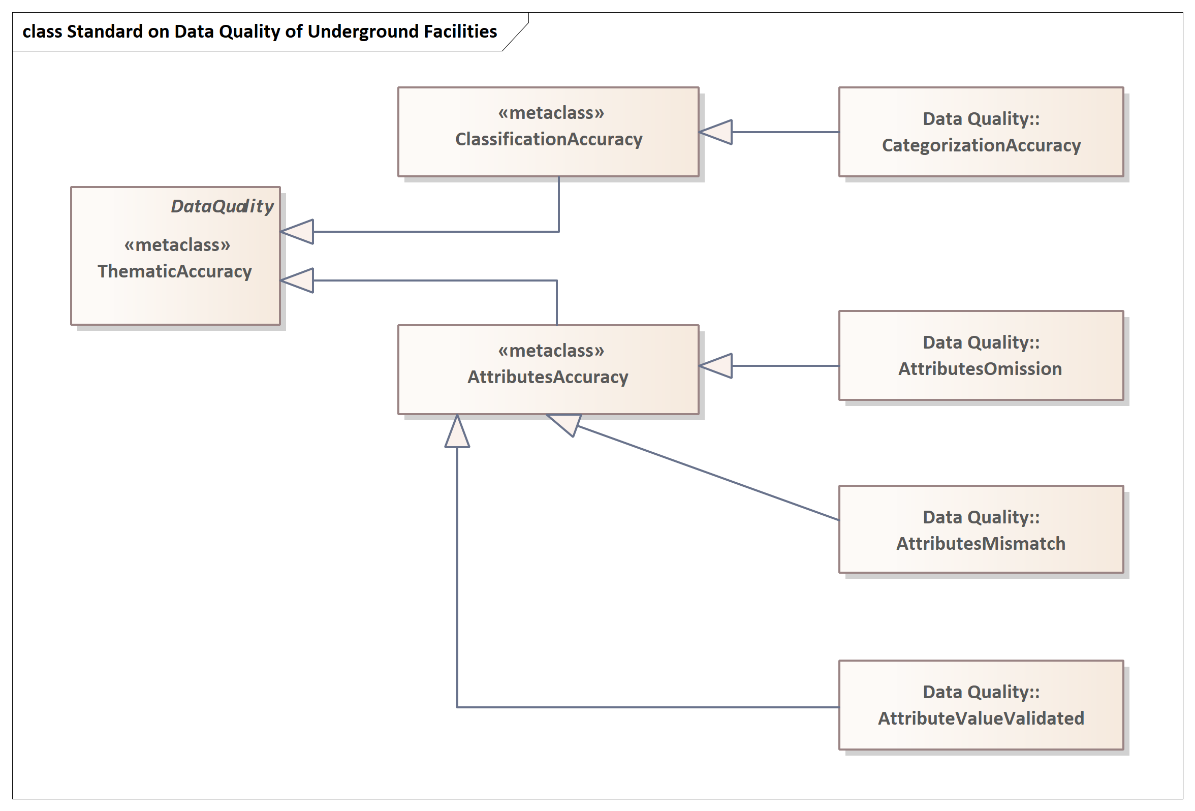 class Standard on Data Quality of Underground Facilities
«metaclass»
ClassificationAccuracy
Data Quality::
CategorizationAccuracy
DataQuality
«metaclass»
ThematicAccuracy
«metaclass»
AttributesAccuracy
Data Quality::
AttributesOmission
Data Quality::
AttributesMismatch
Data Quality::
AttributeValueValidated